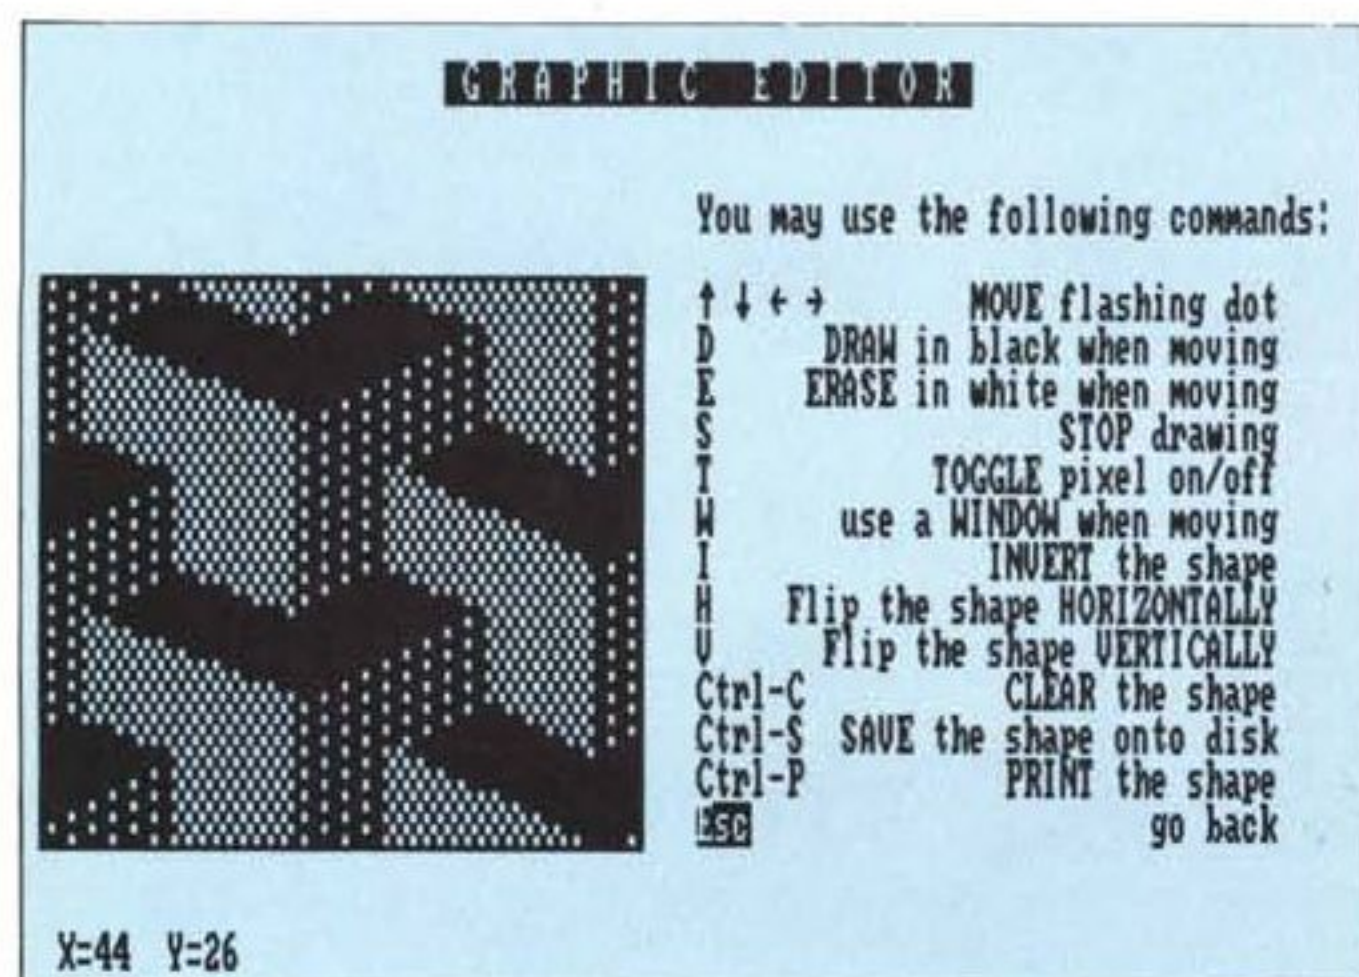 GRAPHIC EDITOR
You may use the following commands:
↑ ↓ ← → MOVE flashing dot
D DRAW in black when moving
E ERASE in white when moving
S STOP drawing
T TOGGLE pixel on/off
W use a WINDOW when moving
I INVERT the shape
H Flip the shape HORIZONTALLY
V Flip the shape VERTICALLY
Ctrl-C CLEAR the shape
Ctrl-S SAVE the shape onto disk
Ctrl-P PRINT the shape
Esc go back
X=44 Y=26